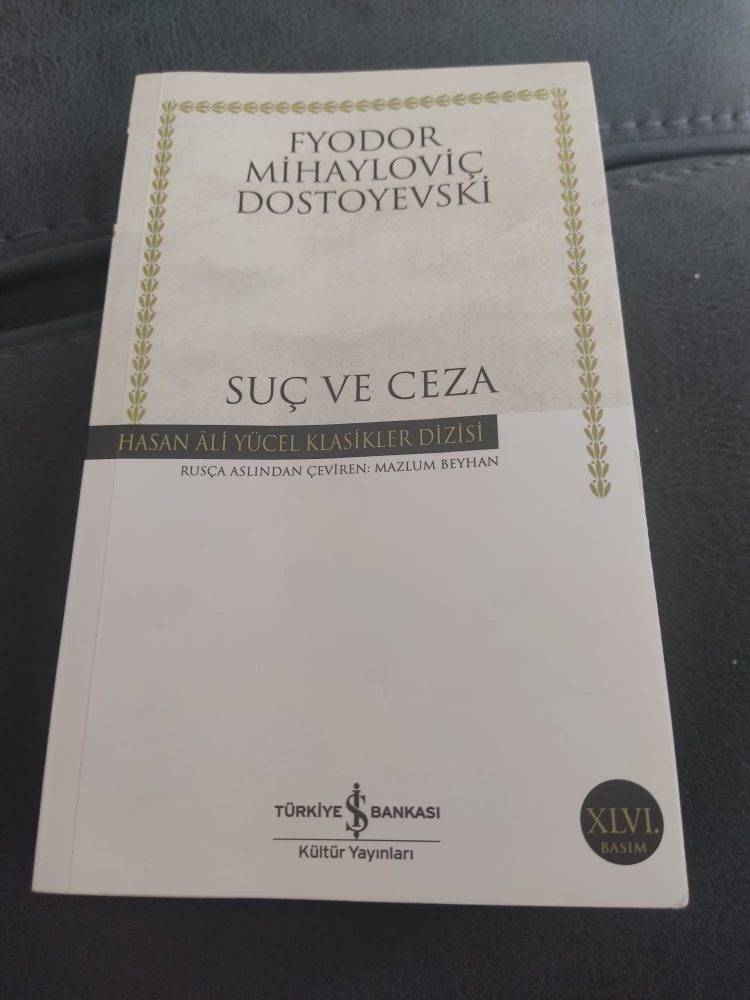 FYODOR
MİHAYLOVİÇ
DOSTOYEVSKİ
SUÇ VE CEZA
HASAN ÂLİ YÜCEL KLASİKLER DİZİSİ
RUSÇA ASLINDAN ÇEVİREN: MAZLUM BEYHAN
TÜRKİYE İŞ BANKASI
Kültür Yayınları
XLVI.
BASIM